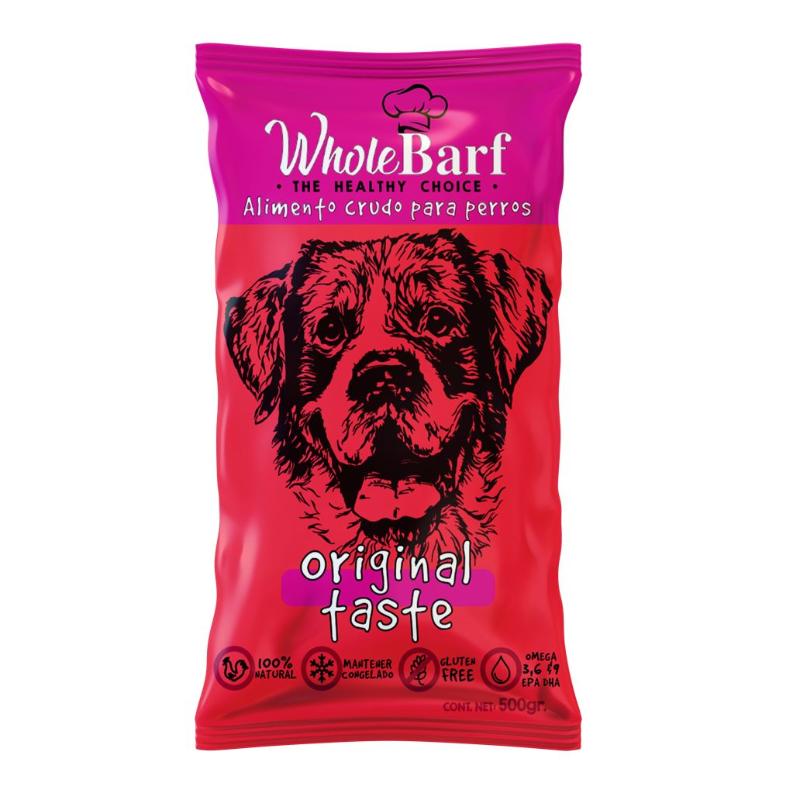 WholeBarf
• THE HEALTHY CHOICE •
Alimento crudo para perros
original
taste
100%
NATURAL
MANTENER
CONGELADO
GLUTEN
FREE
OMEGA
3,6 & 9
EPA DHA
CONT. NET: 500gr.